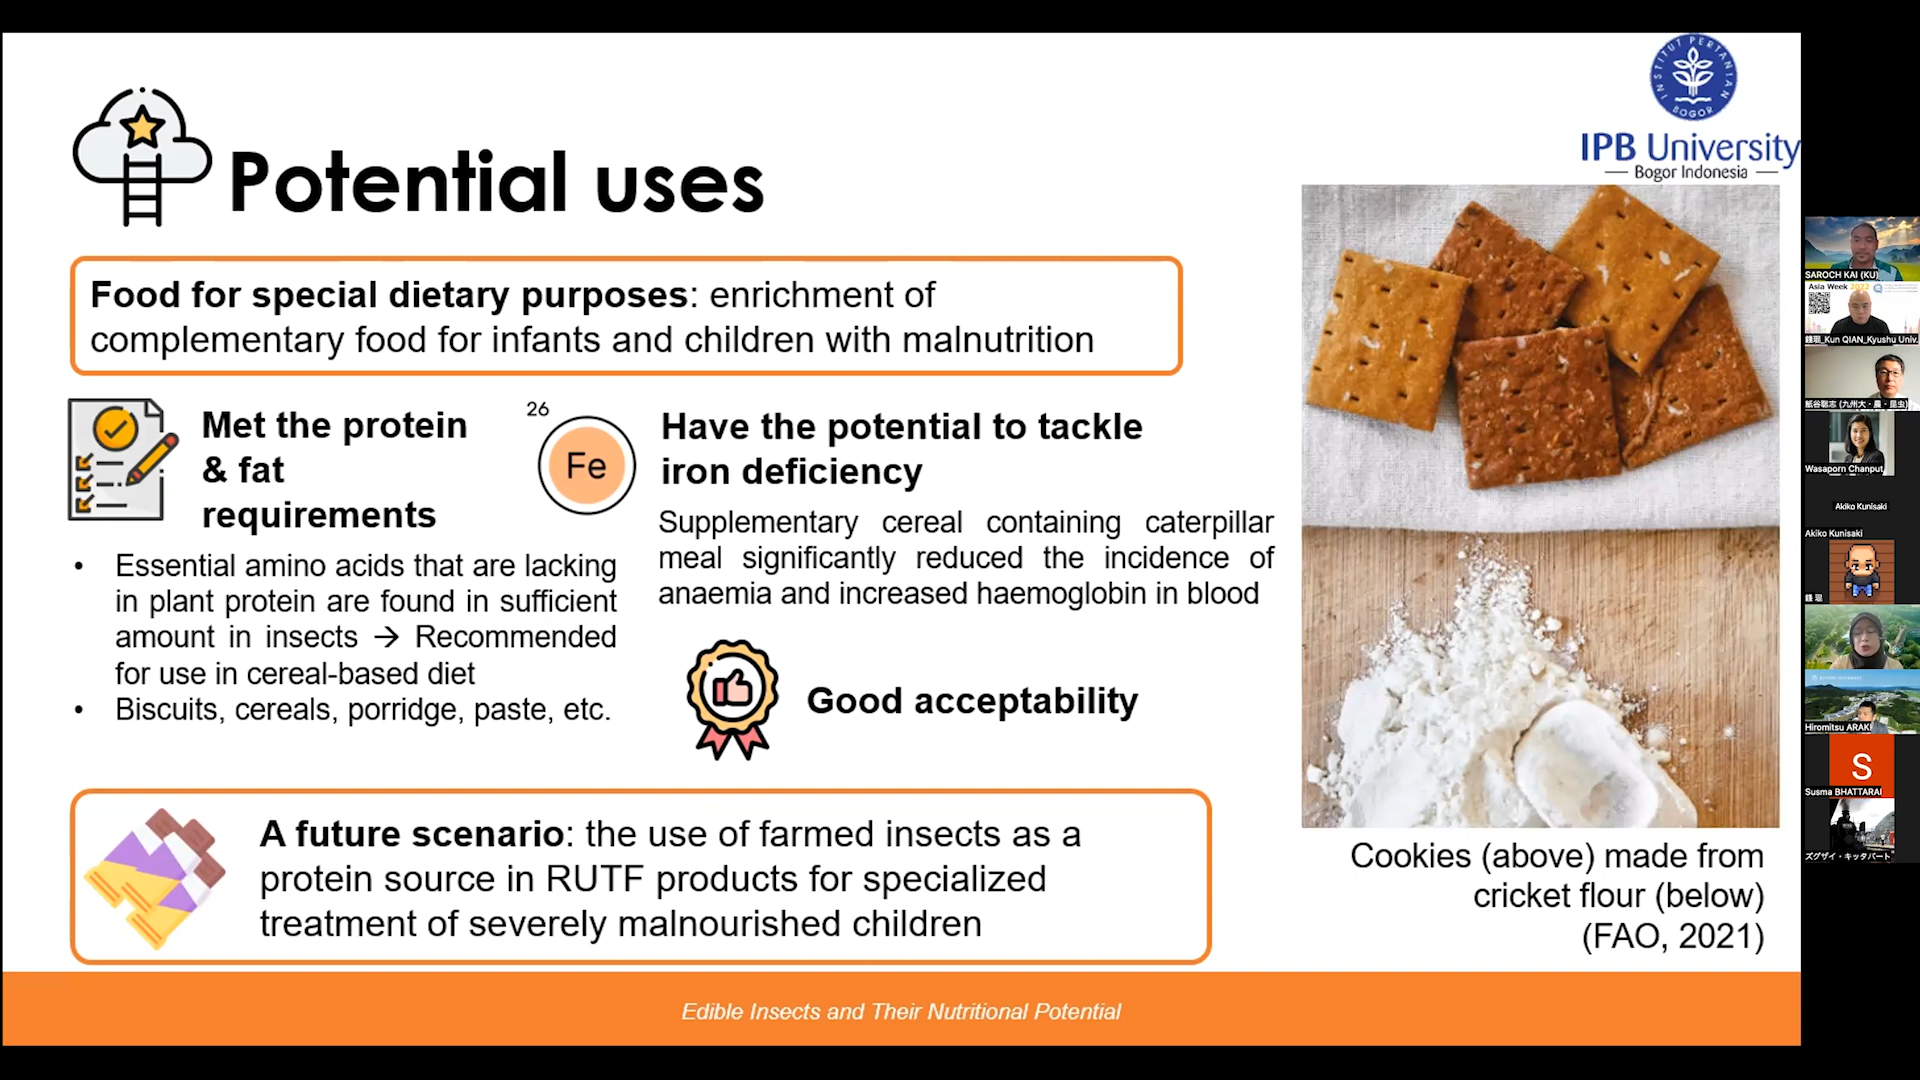 INSTITUT PERTANIAN
BOGOR
IPB University
Bogor Indonesia
Potential uses
Food for special dietary purposes: enrichment of
complementary food for infants and children with malnutrition
Met the protein
& fat
requirements
• Essential amino acids that are lacking
in plant protein are found in sufficient
amount in insects → Recommended
for use in cereal-based diet
• Biscuits, cereals, porridge, paste, etc.
26
Fe
Have the potential to tackle
iron deficiency
Supplementary cereal containing caterpillar
meal significantly reduced the incidence of
anaemia and increased haemoglobin in blood
Good acceptability
A future scenario: the use of farmed insects as a
protein source in RUTF products for specialized
treatment of severely malnourished children
Cookies (above) made from
cricket flour (below)
(FAO, 2021)
Edible Insects and Their Nutritional Potential
SAROCH KAI (KU)
Asia Week 2022
錢琨_Kun QIAN_Kyushu Univ.
紙谷聡志 (九州大・農・昆虫)
Wasaporn Chanput
Akiko Kunisaki
Akiko Kunisaki
錢 琨
Hiromitsu ARAKI
S
Susma BHATTARAI
ズグザイ・キッタパート